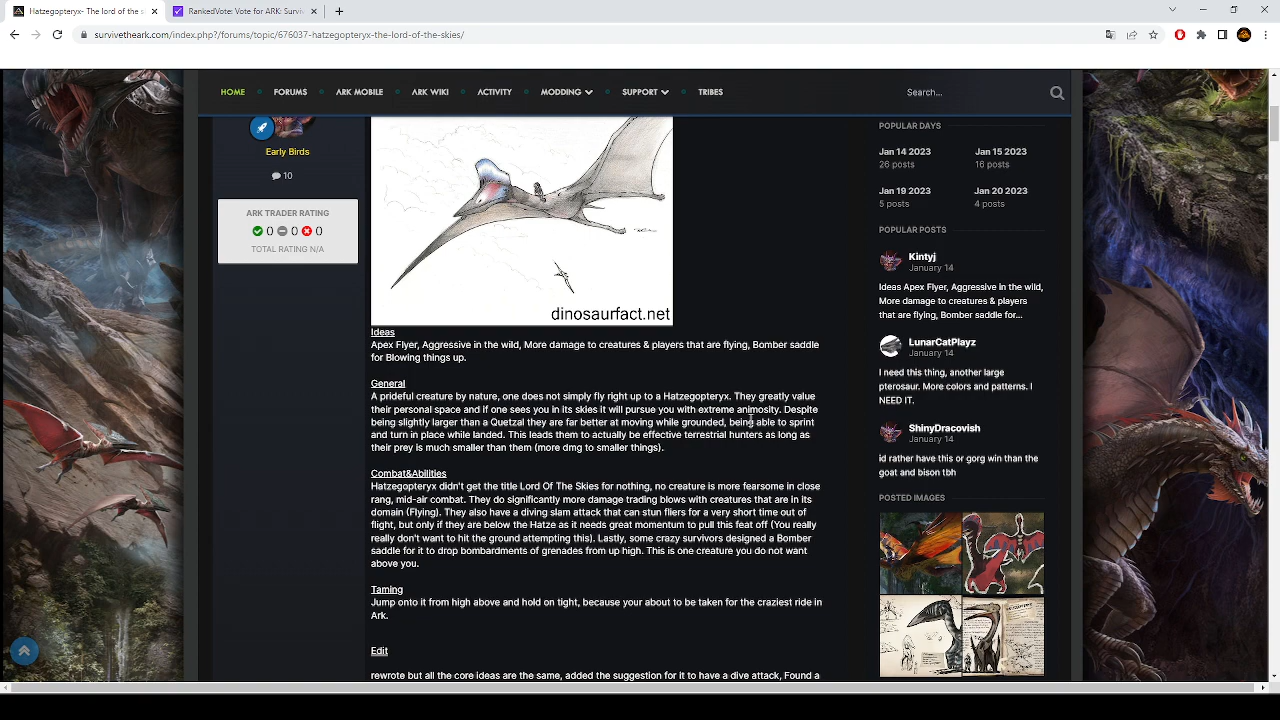 Hatzegopteryx- The lord of the s
RankedVote: Vote for ARK: Surviv
survivetheark.com/index.php?/forums/topic/676037-hatzegopteryx-the-lord-of-the-skies/
HOME FORUMS ARK MOBILE ARK WIKI ACTIVITY MODDING SUPPORT TRIBES Search...
Early Birds
10
ARK TRADER RATING
0 0 0
TOTAL RATING N/A
dinosaurfact.net
Ideas
Apex Flyer, Aggressive in the wild, More damage to creatures & players that are flying, Bomber saddle
for Blowing things up.
General
A prideful creature by nature, one does not simply fly right up to a Hatzegopteryx. They greatly value
their personal space and if one sees you in its skies it will pursue you with extreme animosity. Despite
being slightly larger than a Quetzal they are far better at moving while grounded, being able to sprint
and turn in place while landed. This leads them to actually be effective terrestrial hunters as long as
their prey is much smaller than them (more dmg to smaller things).
Combat&Abilities
Hatzegopteryx didn't get the title Lord Of The Skies for nothing, no creature is more fearsome in close
rang, mid-air combat. They do significantly more damage trading blows with creatures that are in its
domain (Flying). They also have a diving slam attack that can stun fliers for a very short time out of
flight, but only if they are below the Hatze as it needs great momentum to pull this feat off (You really
really don't want to hit the ground attempting this). Lastly, some crazy survivors designed a Bomber
saddle for it to drop bombardments of grenades from up high. This is one creature you do not want
above you.
Taming
Jump onto it from high above and hold on tight, because your about to be taken for the craziest ride in
Ark.
Edit
rewrote but all the core ideas are the same, added the suggestion for it to have a dive attack, Found a
POPULAR DAYS
Jan 14 2023 Jan 15 2023
26 posts 16 posts
Jan 19 2023 Jan 20 2023
5 posts 4 posts
POPULAR POSTS
Kintyj
January 14
Ideas Apex Flyer, Aggressive in the wild,
More damage to creatures & players
that are flying, Bomber saddle for...
LunarCatPlayz
January 14
I need this thing, another large
pterosaur. More colors and patterns. I
NEED IT.
ShinyDracovish
January 14
id rather have this or gorg win than the
goat and bison tbh
POSTED IMAGES